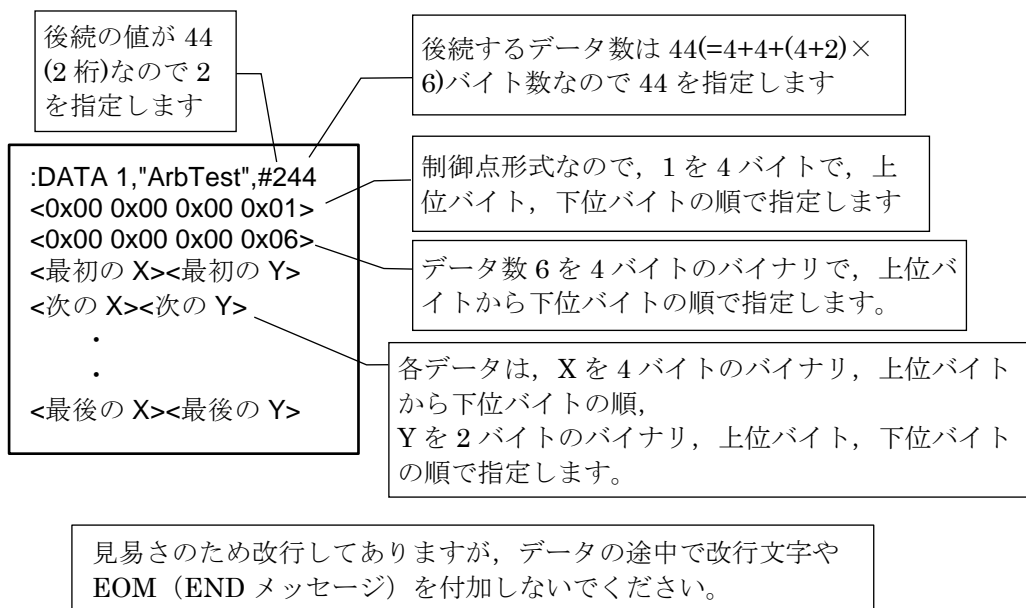 後続の値が 44
(2 桁)なので 2
を指定します
後続するデータ数は 44(=4+4+(4+2)×
6)バイト数なので 44 を指定します
:DATA 1,"ArbTest",#244
<0x00 0x00 0x00 0x01>
<0x00 0x00 0x00 0x06>
<最初の X><最初の Y>
<次の X><次の Y>
・
・
<最後の X><最後の Y>
制御点形式なので，1 を 4 バイトで，上
位バイト，下位バイトの順で指定します
データ数 6 を 4 バイトのバイナリで，上位バ
イトから下位バイトの順で指定します。
各データは，X を 4 バイトのバイナリ，上位バイト
から下位バイトの順，
Y を 2 バイトのバイナリ，上位バイト，下位バイト
の順で指定します。
見易さのため改行してありますが，データの途中で改行文字や
EOM（END メッセージ）を付加しないでください。